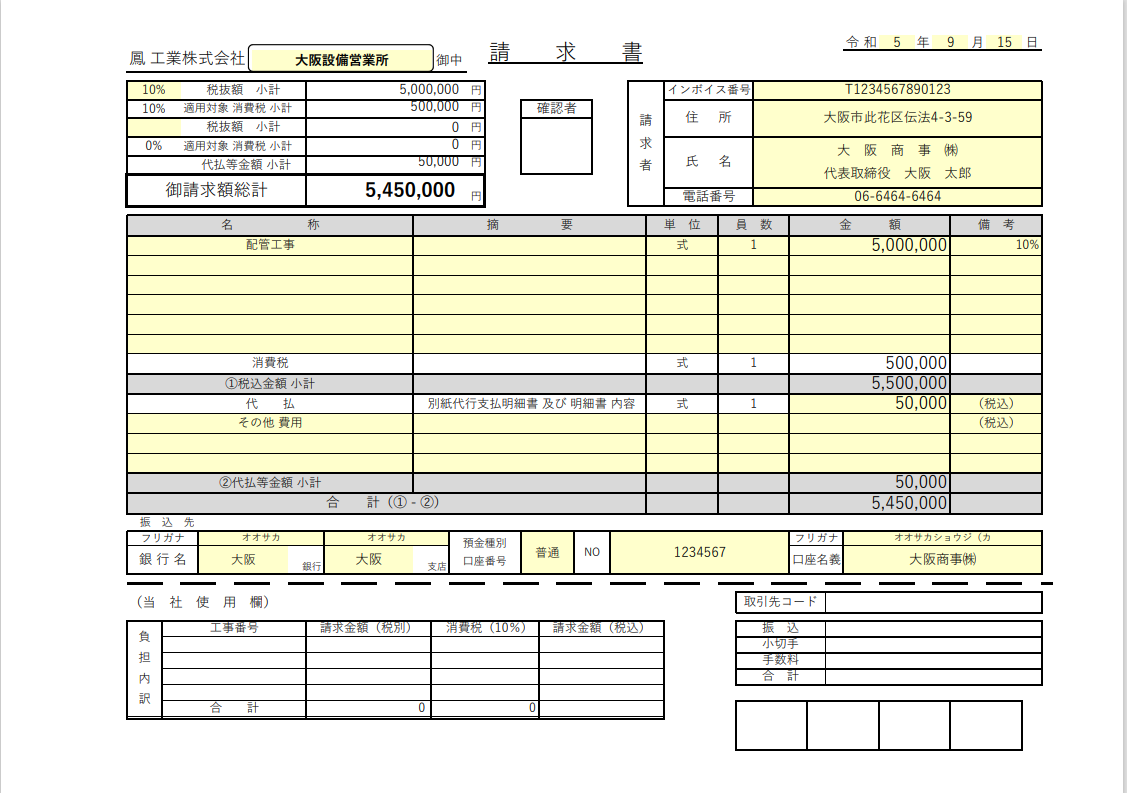 請　求　書
令和 5 年 9 月 15 日
鳳 工業株式会社 大阪設備営業所 御中
10% 税抜額 小計 5,000,000 円
10% 適用対象 消費税 小計 500,000 円
税抜額 小計 0 円
0% 適用対象 消費税 小計 0 円
代払等金額 小計 50,000 円
御請求額総計 5,450,000 円
確認者
請求者
インボイス番号 T1234567890123
住　所 大阪市此花区伝法4-3-59
氏　名 大　阪　商　事　㈱
代表取締役　大阪　太郎
電話番号 06-6464-6464
名　称 摘　要 単　位 員　数 金　額 備　考
配管工事 式 1 5,000,000 10%
消費税 式 1 500,000
①税込金額 小計 5,500,000
代　払 別紙代行支払明細書 及び 明細書 内容 式 1 50,000 （税込）
その他 費用 （税込）
②代払等金額 小計 50,000
合　計（① - ②） 5,450,000
振　込　先
フリガナ オオサカ オオサカ 預金種別 普通 NO 1234567 フリガナ オオサカショウジ（カ
銀 行 名 大阪 銀行 大阪 支店 口座番号 口座名義 大阪商事㈱
（当　社　使　用　欄）
取引先コード
負担内訳
工事番号 請求金額（税別） 消費税（10%） 請求金額（税込）
合　計 0 0
振　込
小切手
手数料
合　計